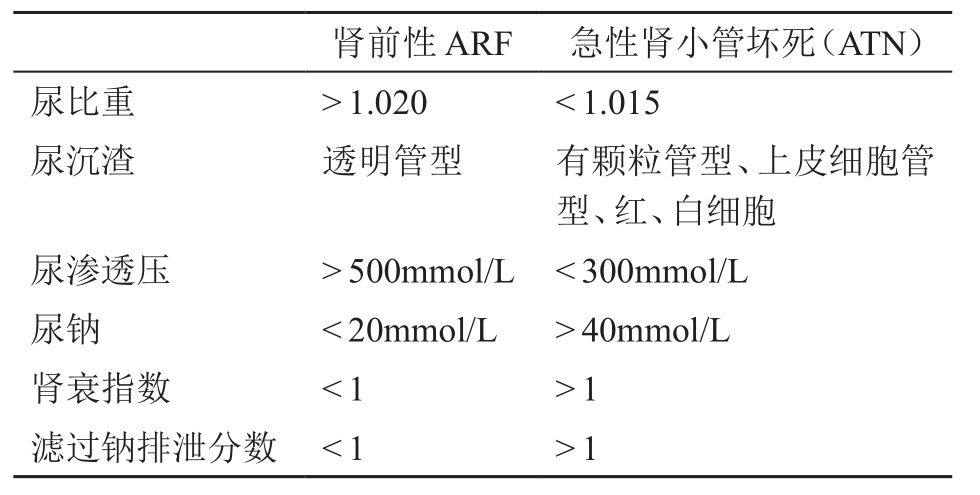 肾前性 ARF 急性肾小管坏死（ATN）
尿比重 >1.020 <1.015
尿沉渣 透明管型 有颗粒管型、上皮细胞管
型、红、白细胞
尿渗透压 >500mmol/L <300mmol/L
尿钠 <20mmol/L >40mmol/L
肾衰指数 <1 >1
滤过钠排泄分数 <1 >1